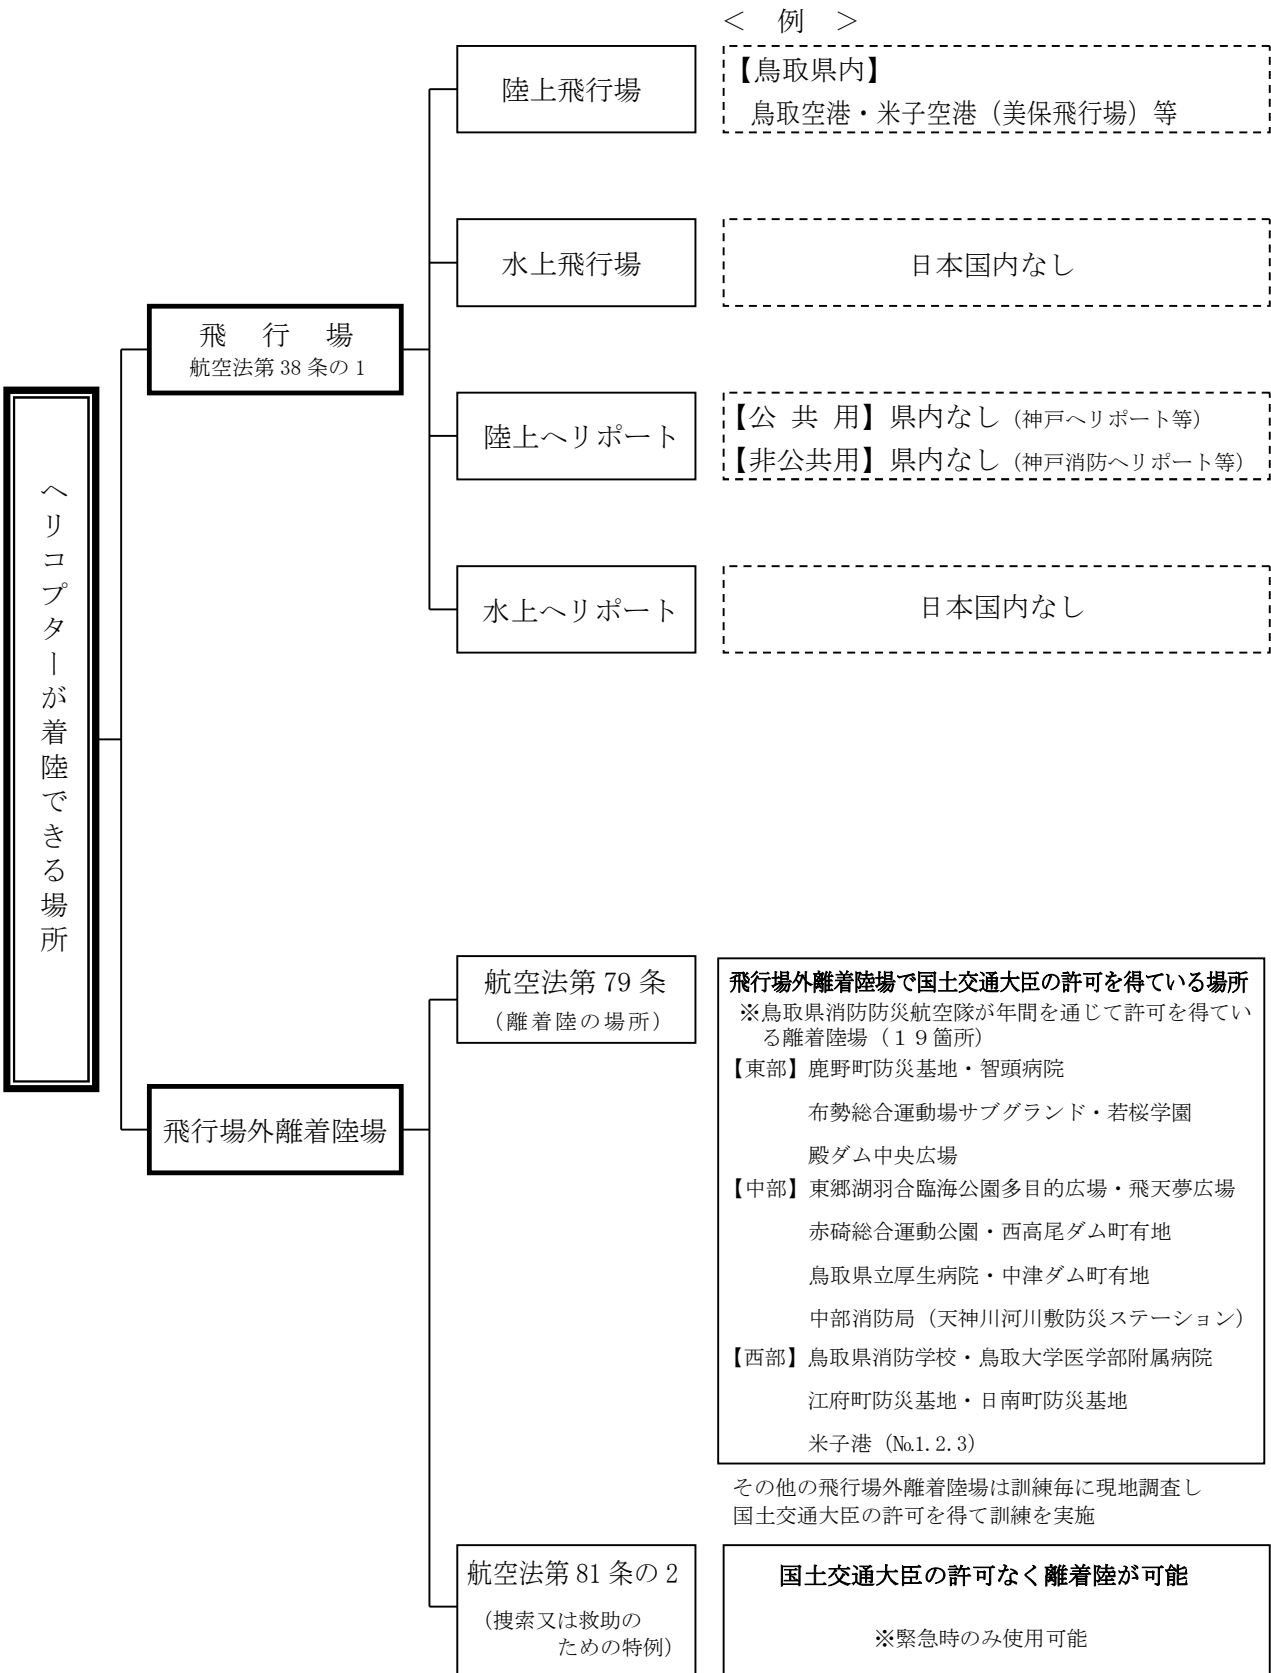 ＜ 例 ＞
ヘリコプターが着陸できる場所
飛 行 場
航空法第 38 条の 1
陸上飛行場
【鳥取県内】
鳥取空港・米子空港（美保飛行場）等
水上飛行場
日本国内なし
陸上ヘリポート
【公 共 用】県内なし（神戸ヘリポート等）
【非公共用】県内なし（神戸消防ヘリポート等）
水上ヘリポート
日本国内なし
飛行場外離着陸場
航空法第 79 条
（離着陸の場所）
飛行場外離着陸場で国土交通大臣の許可を得ている場所
※鳥取県消防防災航空隊が年間を通じて許可を得てい
る離着陸場（１９箇所）
【東部】鹿野町防災基地・智頭病院
布勢総合運動場サブグランド・若桜学園
殿ダム中央広場
【中部】東郷湖羽合臨海公園多目的広場・飛天夢広場
赤碕総合運動公園・西高尾ダム町有地
鳥取県立厚生病院・中津ダム町有地
中部消防局（天神川河川敷防災ステーション）
【西部】鳥取県消防学校・鳥取大学医学部附属病院
江府町防災基地・日南町防災基地
米子港（№1.2.3）
その他の飛行場外離着陸場は訓練毎に現地調査し
国土交通大臣の許可を得て訓練を実施
航空法第 81 条の 2
（捜索又は救助の
ための特例）
国土交通大臣の許可なく離着陸が可能
※緊急時のみ使用可能